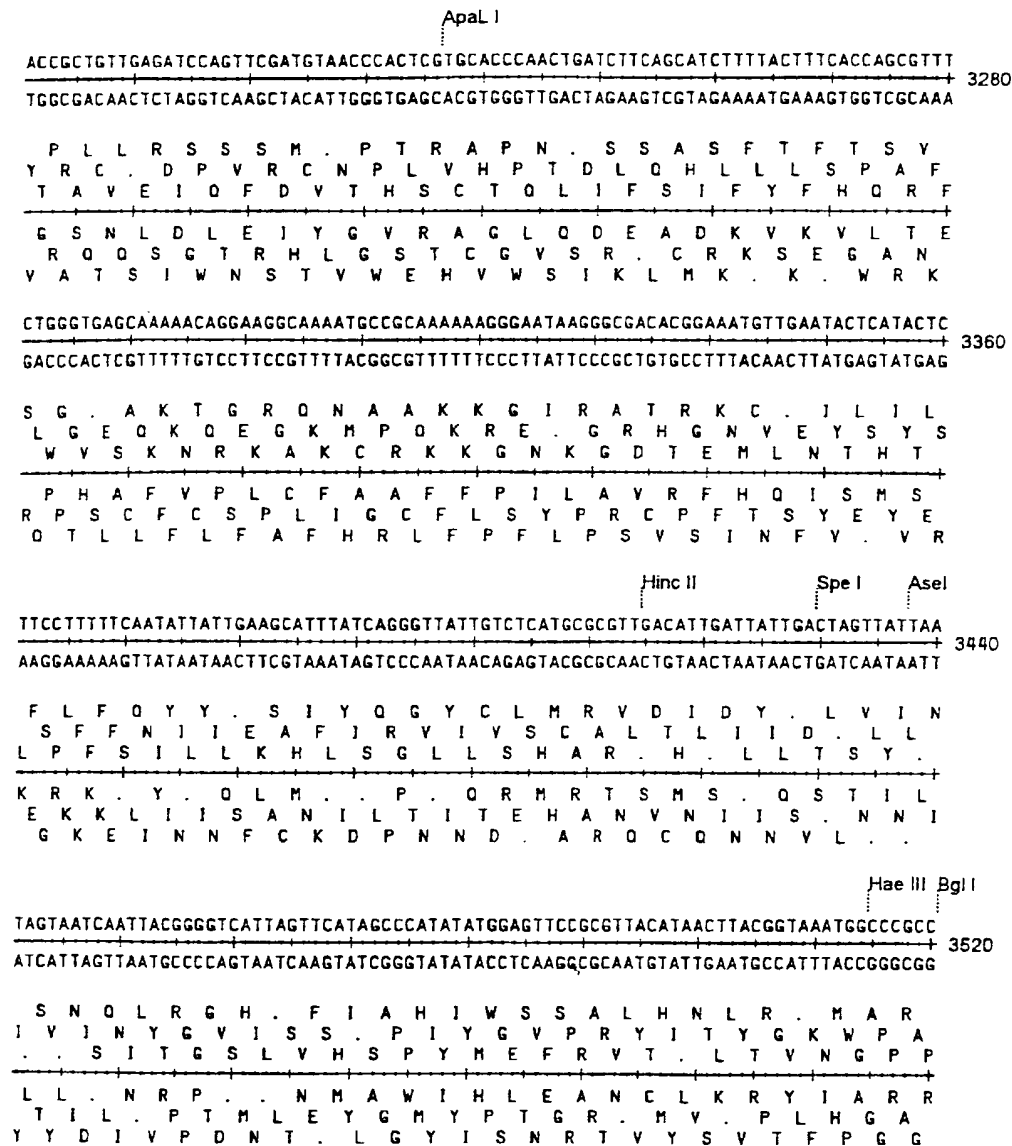 ApaL I
ACCGCTGTTGAGATCCAGTTCGATGTAACCCACTCGTGCACCCAACTGATCTTCAGCATCTTTTACTTTCACCAGCGTTT
3280
TGGCGACAACTCTAGGTCAAGCTACATTGGGTGAGCACGTGGGTTGACTAGAAGTCGTAGAAAATGAAAGTGGTCGCAAA
P L L R S S S M . P T R A P N . S S A S F T F T S V
Y R C . D P V R C N P L V H P T D L Q H L L L S P A F
T A V E I Q F D V T H S C T Q L I F S I F Y F H Q R F
G S N L D L E I Y G V R A G L Q D E A D K V K V L T E
R Q Q S G T R H L G S T C G V S R . C R K S E G A N
V A T S I W N S T V W E H V W S I K L M K . K . W R K
CTGGGTGAGCAAAAACAGGAAGGCAAAATGCCGCAAAAAAGGGAATAAGGGCGACACGGAAATGTTGAATACTCATACTC
3360
GACCCACTCGTTTTTGTCCTTCCGTTTTACGGCGTTTTTTCCCTTATTCCCGCTGTGCCTTTACAACTTATGAGTATGAG
S G . A K T G R Q N A A K K G I R A T R K C . I L I L
L G E Q K Q E G K M P Q K R E . G R H G N V E Y S Y S
W V S K N R K A K C R K K G N K G D T E M L N T H T
P H A F V P L C F A A F F P I L A V R F H Q I S M S
R P S C F C S P L I G C F L S Y P R C P F T S Y E Y E
Q T L L F L F A F H R L F P F L P S V S I N F V . V R
Hinc II Spe I AseI
TTCCTTTTTCAATATTATTGAAGCATTTATCAGGGTTATTGTCTCATGCGCGTTGACATTGATTATTGACTAGTTATTAA
3440
AAGGAAAAAGTTATAATAACTTCGTAAATAGTCCCAATAACAGAGTACGCGCAACTGTAACTAATAACTGATCAATAATT
F L F Q Y Y . S I Y Q G Y C L M R V D I D Y . L V I N
S F F N I I E A F I R V I V S C A L T L I I D . L L
L P F S I L L K H L S G L L S H A R . H . L L T S Y .
K R K . Y . Q L M . . P . Q R M R T S M S . Q S T I L
E K K L I I S A N I L T I T E H A N V N I I S . N N I
G K E I N N F C K D P N N D . A R Q C Q N N V L . .
Hae III Bgl I
TAGTAATCAATTACGGGGTCATTAGTTCATAGCCCATATATGGAGTTCCGCGTTACATAACTTACGGTAAATGGCCCGCC
3520
ATCATTAGTTAATGCCCCAGTAATCAAGTATCGGGTATATACCTCAAGGCGCAATGTATTGAATGCCATTTACCGGGCGG
S N Q L R G H . F I A H I W S S A L H N L R . M A R
I V I N Y G V I S S . P I Y G V P R Y I T Y G K W P A
. . S I T G S L V H S P Y M E F R V T . L T V N G P P
L L . N R P . . N M A W I H L E A N C L K R Y I A R R
T I L . P T M L E Y G M Y P T G R . M V . P L H G A
Y Y D I V P D N T . L G Y I S N R T V Y S V T F P G G